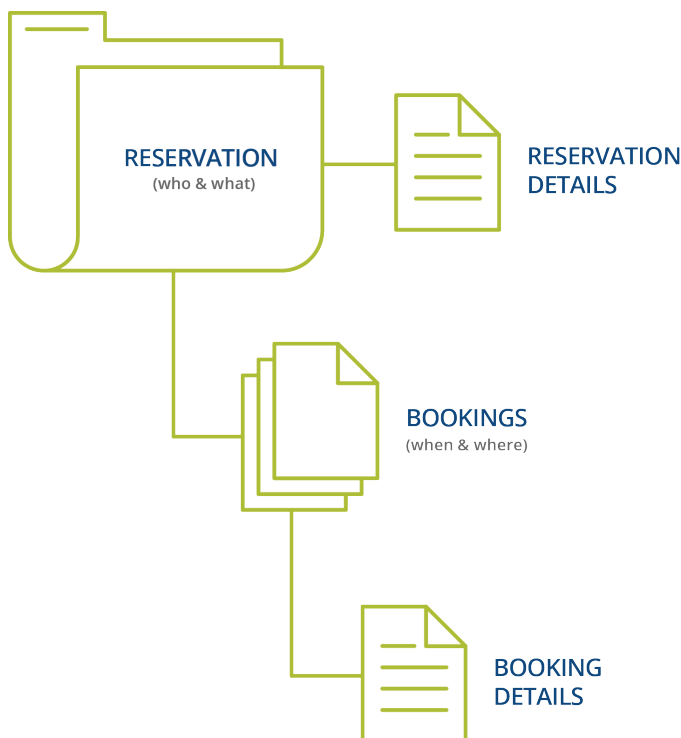 RESERVATION
(who & what)
RESERVATION
DETAILS
BOOKINGS
(when & where)
BOOKING
DETAILS